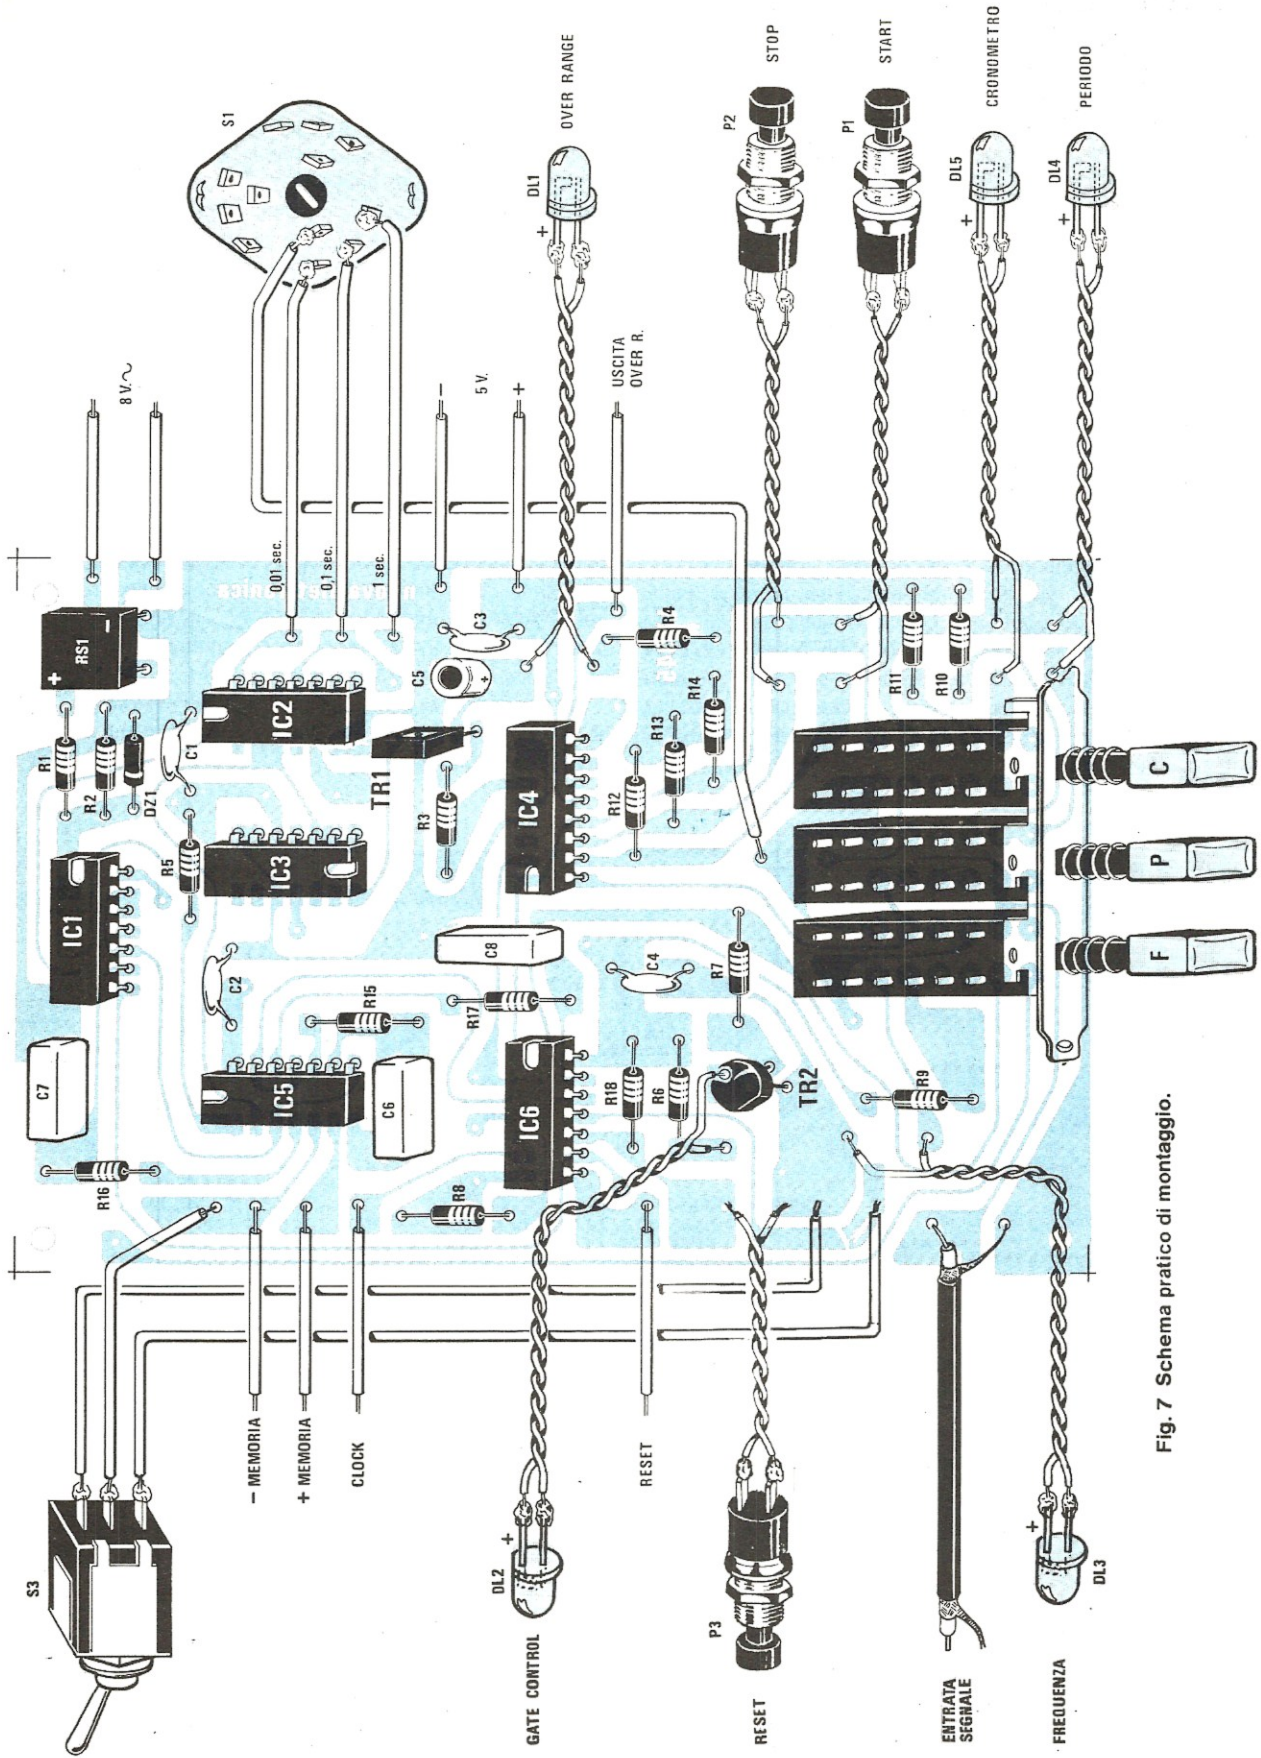 S3
S1
R16
C7
IC1
R1
R2
DZ1
RS1
+
-
8 V.~
C1
R5
C2
IC5
IC3
IC2
0,01 sec.
0,1 sec.
1 sec.
- MEMORIA
+ MEMORIA
CLOCK
R15
C6
TR1
R3
C5
+
C3
-
5 V.
+
R8
R17
C8
IC6
IC4
USCITA
OVER R.
DL1
+
OVER RANGE
DL2
+
GATE CONTROL
RESET
R18
R6
C4
R7
R12
R13
R14
R4
TR2
P3
RESET
P2
STOP
P1
START
R9
R11
R10
ENTRATA
SEGNALE
DL5
+
CRONOMETRO
DL4
+
PERIODO
DL3
+
FREQUENZA
F
P
C
Fig. 7 Schema pratico di montaggio.